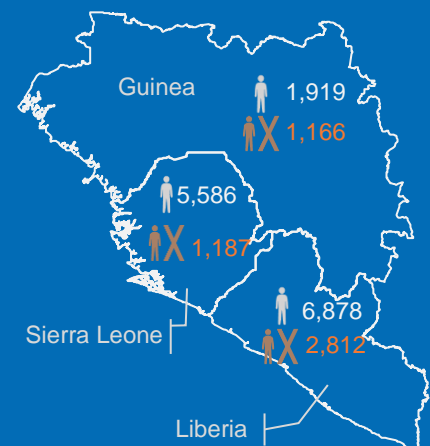 Guinea
1,919
1,166
5,586
1,187
6,878
2,812
Sierra Leone
Liberia